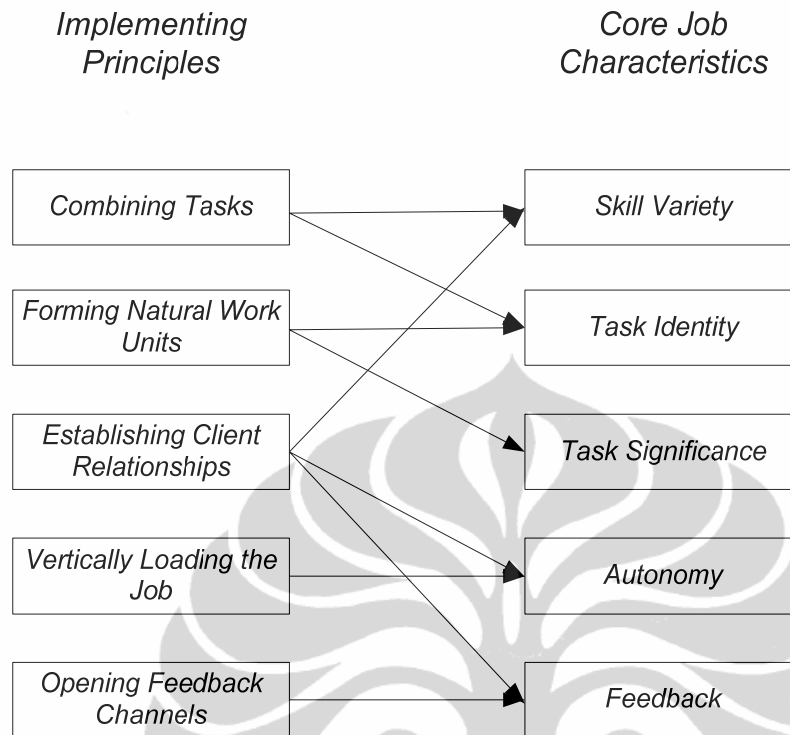 Implementing
Principles
Core Job
Characteristics
Combining Tasks
Skill Variety
Forming Natural Work
Units
Task Identity
Establishing Client
Relationships
Task Significance
Vertically Loading the
Job
Autonomy
Opening Feedback
Channels
Feedback